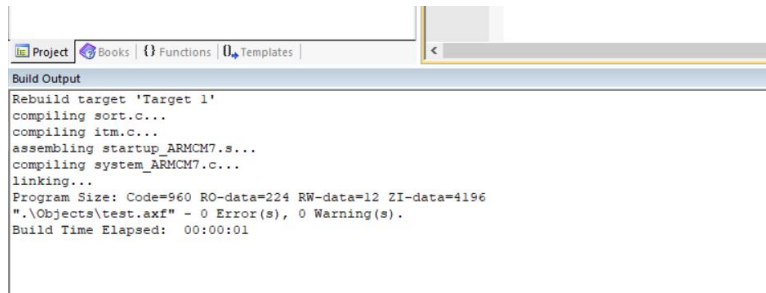 Project Books {} Functions 0 Templates
Build Output
Rebuild target 'Target 1'
compiling sort.c...
compiling itm.c...
assembling startup_ARMCM7.s...
compiling system_ARMCM7.c...
linking...
Program Size: Code=960 RO-data=224 RW-data=12 ZI-data=4196
".\Objects\test.axf" - 0 Error(s), 0 Warning(s).
Build Time Elapsed:  00:00:01